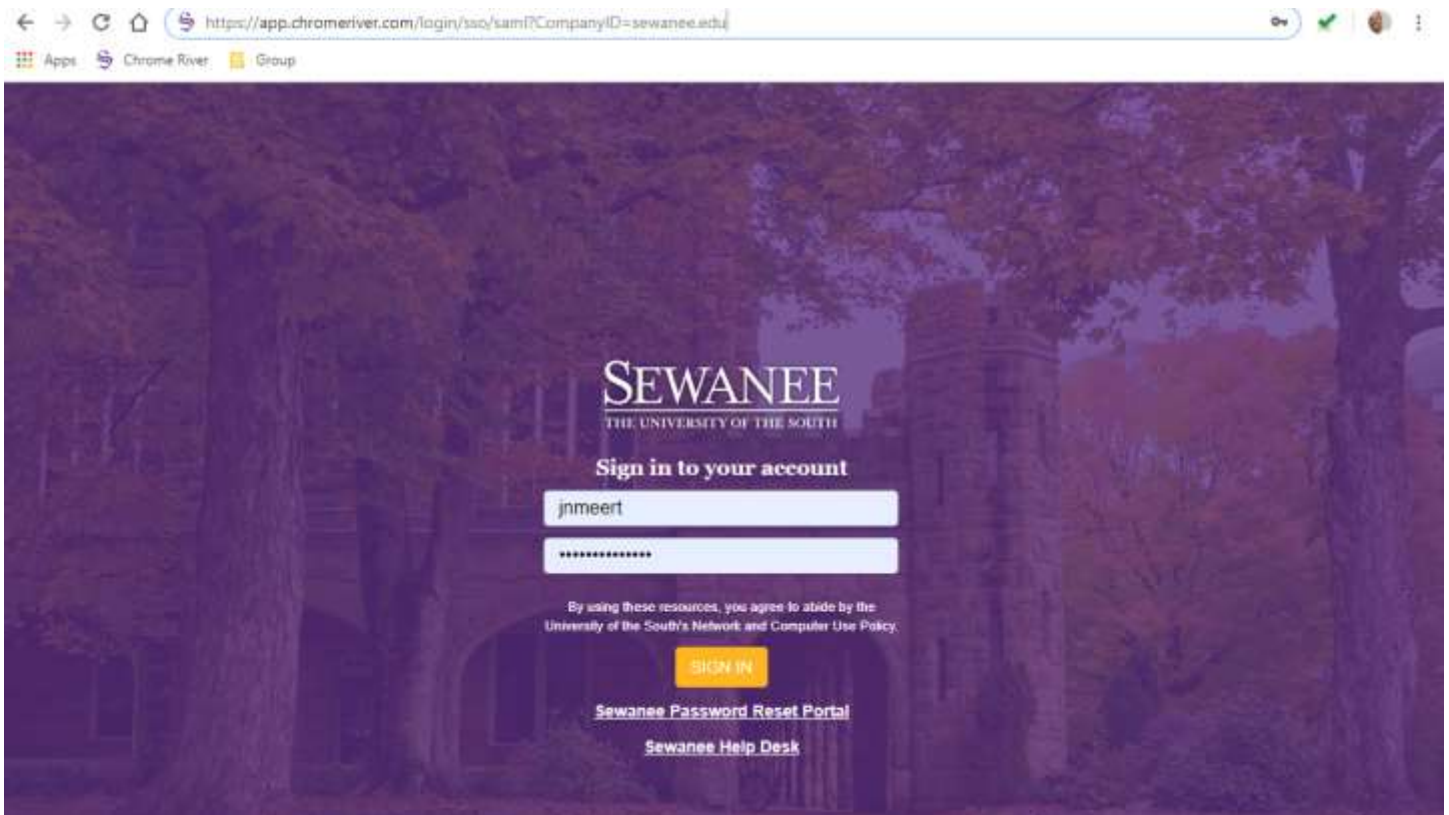 https://app.chromeriver.com/login/sso/saml?CompanyID=sewanee.edu
Apps Chrome River Group
SEWANEE
THE UNIVERSITY OF THE SOUTH
Sign in to your account
jnmeert
••••••••••••••
By using these resources, you agree to abide by the
University of the South's Network and Computer Use Policy.
SIGN IN
Sewanee Password Reset Portal
Sewanee Help Desk